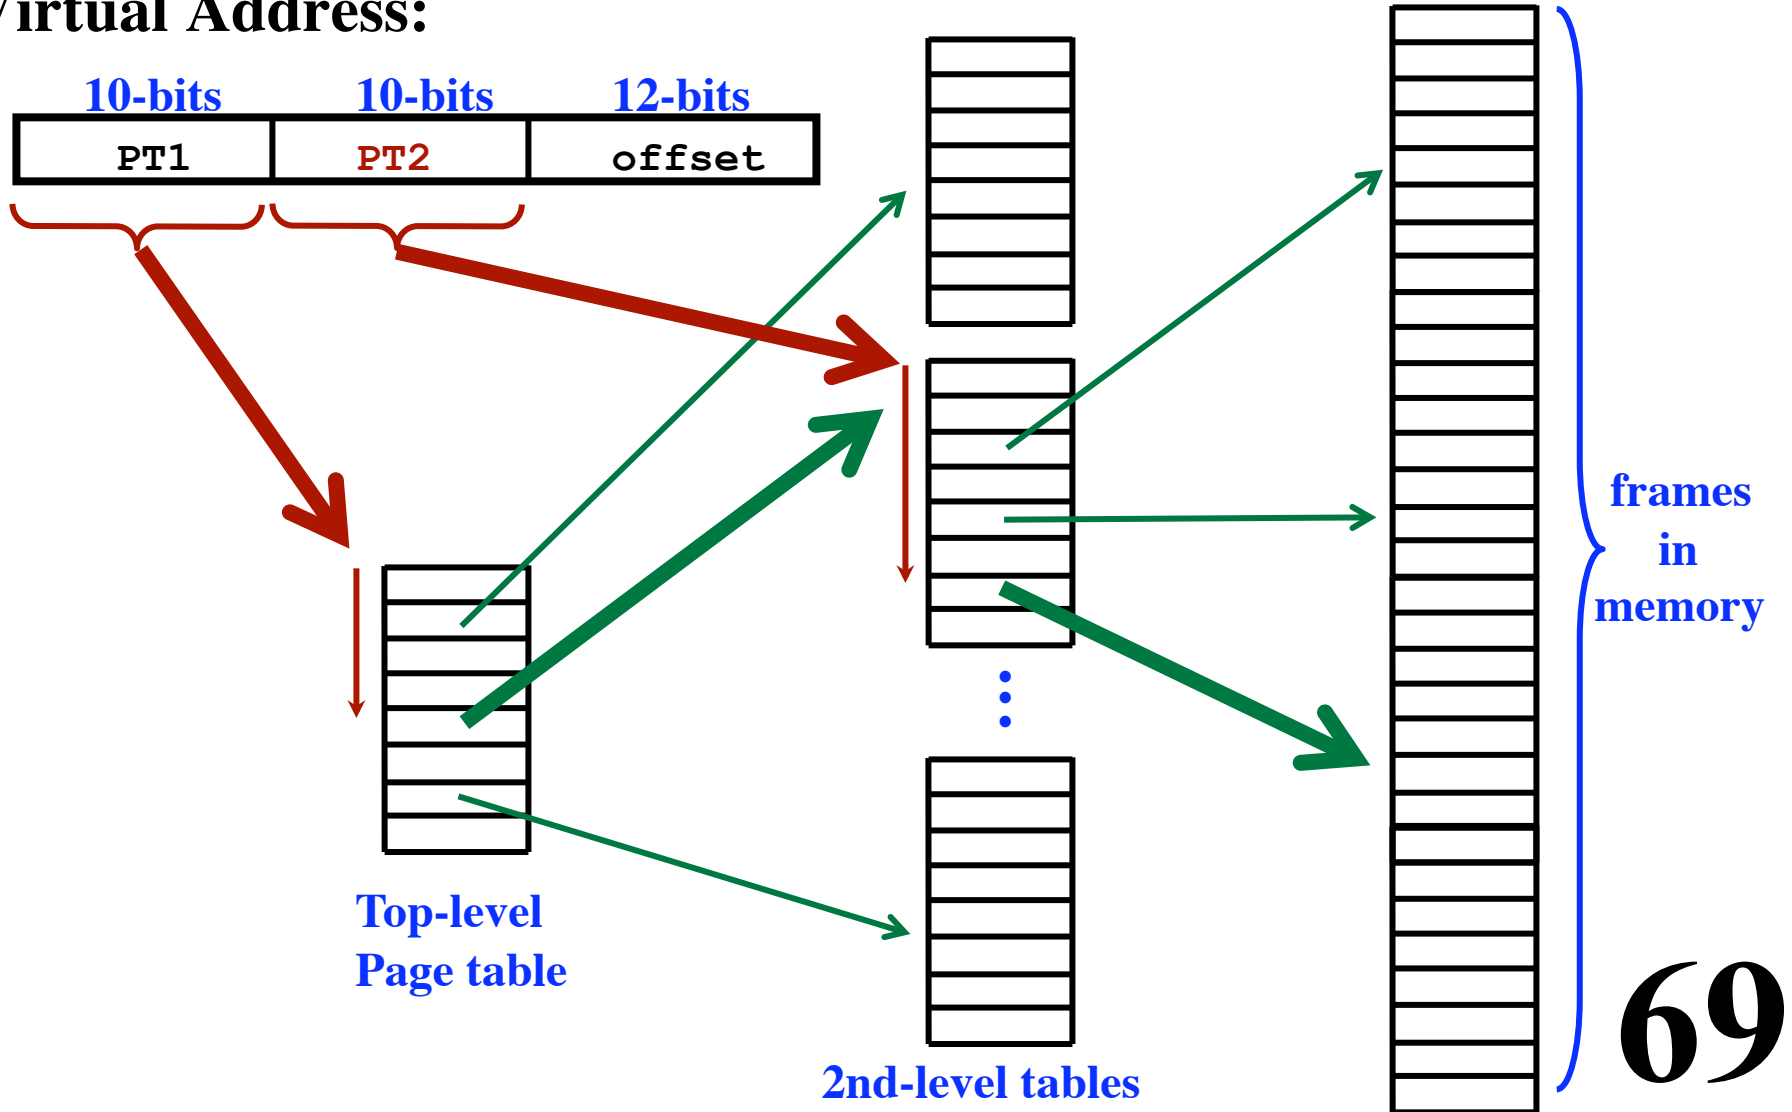 Virtual Address:
10-bits 10-bits 12-bits
PT1 PT2 offset
frames
in
memory
Top-level
Page table
2nd-level tables
69